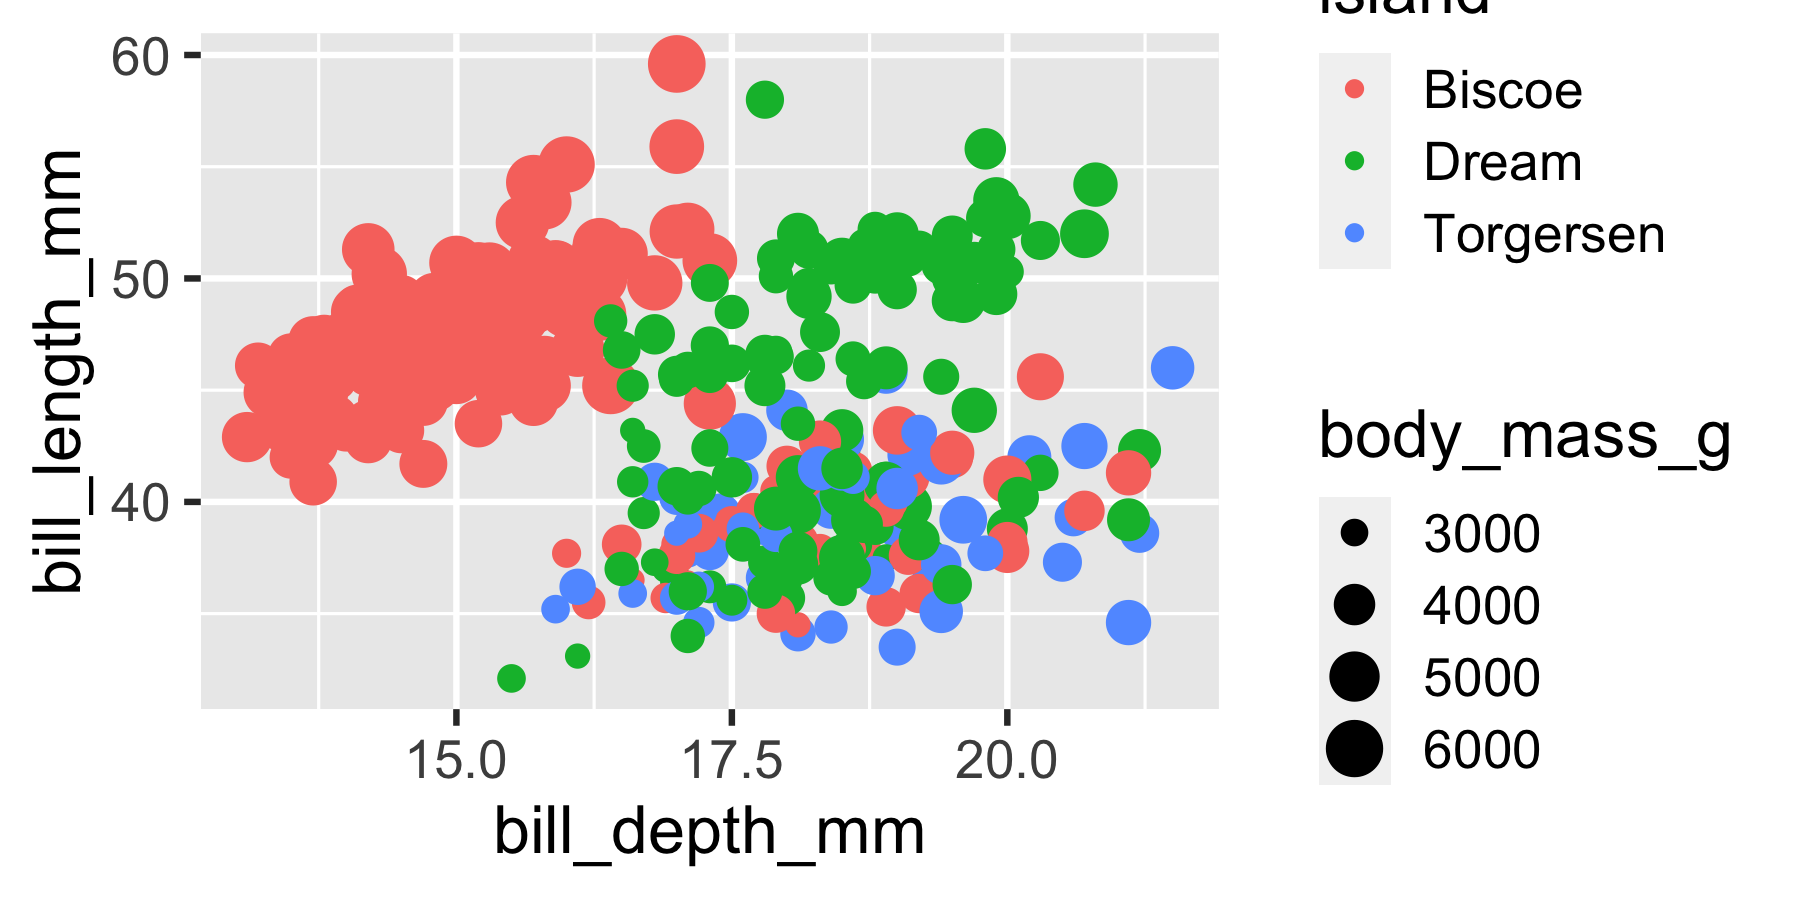 60
50
40
bill_length_mm
15.0 17.5 20.0
bill_depth_mm
island
Biscoe
Dream
Torgersen
body_mass_g
3000
4000
5000
6000